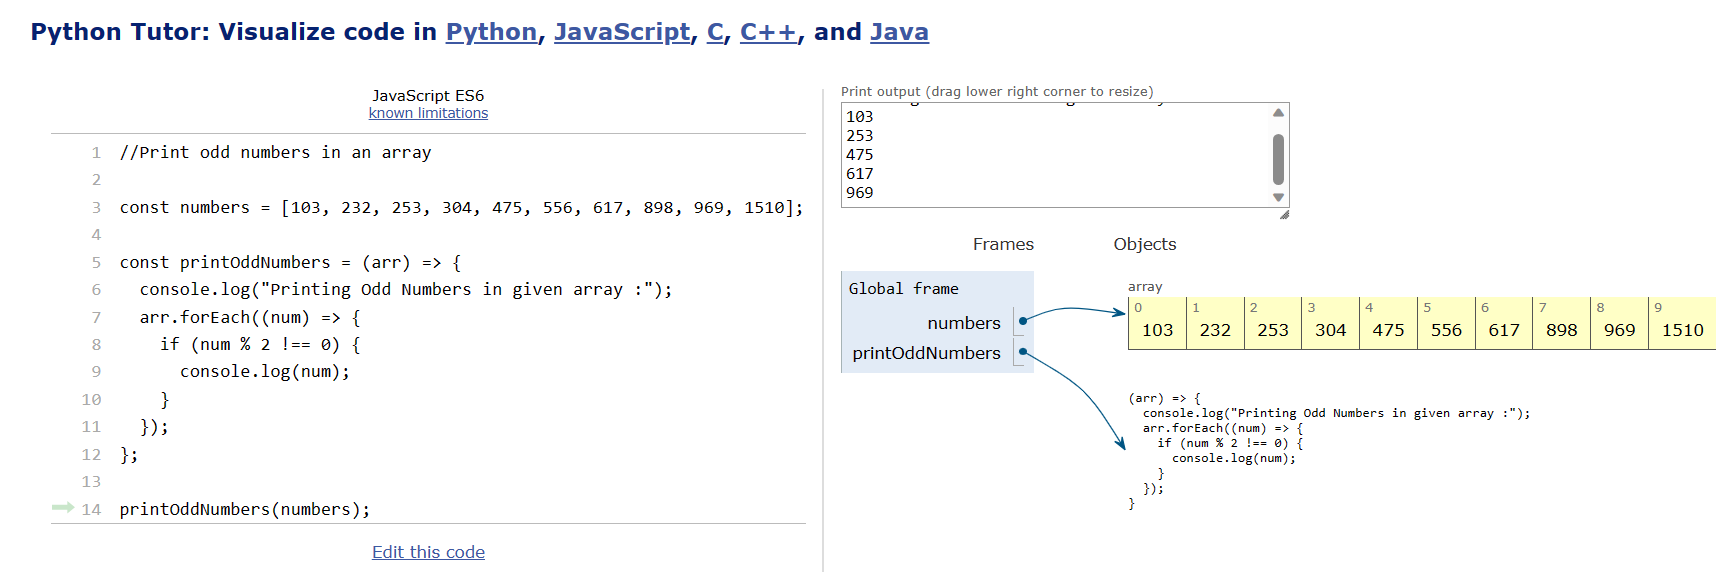 Python Tutor: Visualize code in Python, JavaScript, C, C++, and Java
JavaScript ES6
known limitations
1 //Print odd numbers in an array
2
3 const numbers = [103, 232, 253, 304, 475, 556, 617, 898, 969, 1510];
4
5 const printOddNumbers = (arr) => {
6 console.log("Printing Odd Numbers in given array :");
7 arr.forEach((num) => {
8 if (num % 2 !== 0) {
9 console.log(num);
10 }
11 });
12 };
13
14 printOddNumbers(numbers);
Edit this code
Print output (drag lower right corner to resize)
103
253
475
617
969
Frames Objects
Global frame
numbers
printOddNumbers
array
0 1 2 3 4 5 6 7 8 9
103 232 253 304 475 556 617 898 969 1510
(arr) => {
console.log("Printing Odd Numbers in given array :");
arr.forEach((num) => {
if (num % 2 !== 0) {
console.log(num);
}
});
}